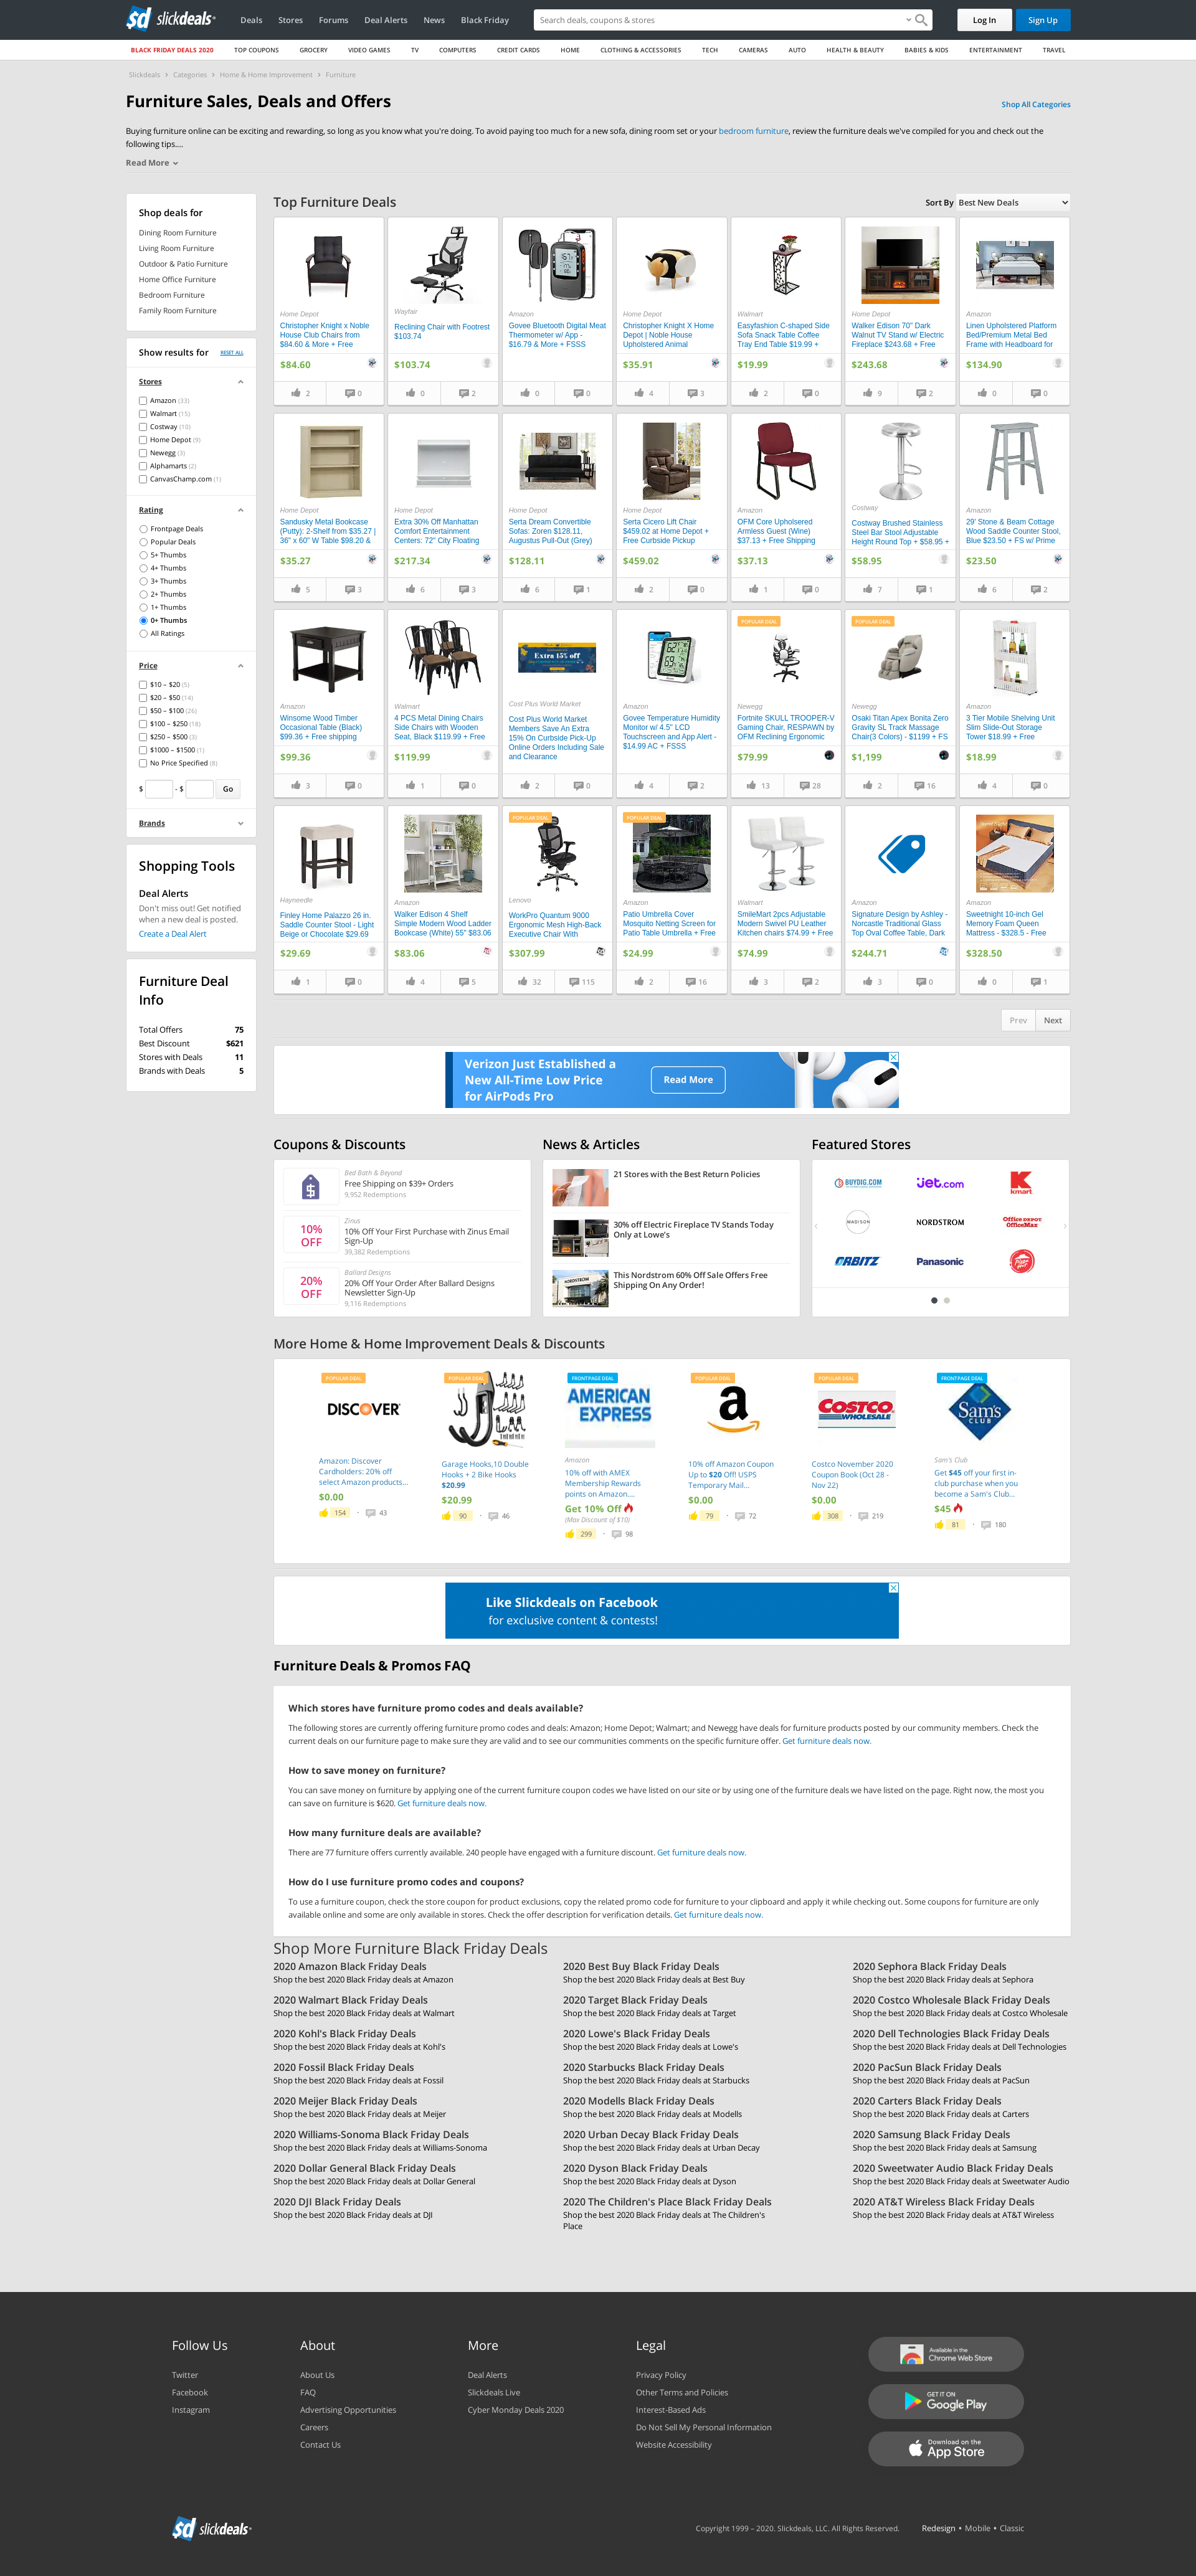 slickdeals
Deals Stores Forums Deal Alerts News Black Friday
Search deals, coupons & stores
Log In
Sign Up
BLACK FRIDAY DEALS 2020 TOP COUPONS GROCERY VIDEO GAMES TV COMPUTERS CREDIT CARDS HOME CLOTHING & ACCESSORIES TECH CAMERAS AUTO HEALTH & BEAUTY BABIES & KIDS ENTERTAINMENT TRAVEL
Slickdeals > Categories > Home & Home Improvement > Furniture
Furniture Sales, Deals and Offers
Shop All Categories
Buying furniture online can be exciting and rewarding, so long as you know what you're doing. To avoid paying too much for a new sofa, dining room set or your bedroom furniture, review the furniture deals we've compiled for you and check out the
following tips....
Read More
Shop deals for
Dining Room Furniture
Living Room Furniture
Outdoor & Patio Furniture
Home Office Furniture
Bedroom Furniture
Family Room Furniture
Show results for RESET ALL
Stores
Amazon (33)
Walmart (15)
Costway (10)
Home Depot (9)
Newegg (3)
Alphamarts (2)
CanvasChamp.com (1)
Rating
Frontpage Deals
Popular Deals
5+ Thumbs
4+ Thumbs
3+ Thumbs
2+ Thumbs
1+ Thumbs
0+ Thumbs
All Ratings
Price
$10 – $20 (5)
$20 – $50 (14)
$50 – $100 (26)
$100 – $250 (18)
$250 – $500 (3)
$1000 – $1500 (1)
No Price Specified (8)
$ - $ Go
Brands
Shopping Tools
Deal Alerts
Don't miss out! Get notified
when a new deal is posted.
Create a Deal Alert
Furniture Deal
Info
Total Offers 75
Best Discount $621
Stores with Deals 11
Brands with Deals 5
Top Furniture Deals
Sort By Best New Deals
Home Depot
Christopher Knight x Noble
House Club Chairs from
$84.60 & More + Free
$84.60
2 0
Wayfair
Reclining Chair with Footrest
$103.74
$103.74
0 2
Amazon
Govee Bluetooth Digital Meat
Thermometer w/ App -
$16.79 & More + FSSS
0 0
Home Depot
Christopher Knight X Home
Depot | Noble House
Upholstered Animal
$35.91
4 3
Walmart
Easyfashion C-shaped Side
Sofa Snack Table Coffee
Tray End Table $19.99 +
$19.99
2 0
Home Depot
Walker Edison 70" Dark
Walnut TV Stand w/ Electric
Fireplace $243.68 + Free
$243.68
9 2
Amazon
Linen Upholstered Platform
Bed/Premium Metal Bed
Frame with Headboard for
$134.90
0 0
Home Depot
Sandusky Metal Bookcase
(Putty): 2-Shelf from $35.27 |
36" x 60" W Table $98.20 &
$35.27
5 3
Home Depot
Extra 30% Off Manhattan
Comfort Entertainment
Centers: 72" City Floating
$217.34
6 3
Home Depot
Serta Dream Convertible
Sofas: Zoren $128.11,
Augustus Pull-Out (Grey)
$128.11
6 1
Home Depot
Serta Cicero Lift Chair
$459.02 at Home Depot +
Free Curbside Pickup
$459.02
2 0
Amazon
OFM Core Upholsered
Armless Guest (Wine)
$37.13 + Free Shipping
$37.13
1 0
Costway
Costway Brushed Stainless
Steel Bar Stool Adjustable
Height Round Top + $58.95 +
$58.95
7 1
Amazon
29' Stone & Beam Cottage
Wood Saddle Counter Stool,
Blue $23.50 + FS w/ Prime
$23.50
6 2
Amazon
Winsome Wood Timber
Occasional Table (Black)
$99.36 + Free shipping
$99.36
3 0
Walmart
4 PCS Metal Dining Chairs
Side Chairs with Wooden
Seat, Black $119.99 + Free
$119.99
1 0
Extra 15% off
Cost Plus World Market
Cost Plus World Market
Members Save An Extra
15% On Curbside Pick-Up
Online Orders Including Sale
and Clearance
2 0
Amazon
Govee Temperature Humidity
Monitor w/ 4.5" LCD
Touchscreen and App Alert -
$14.99 AC + FSSS
4 2
POPULAR DEAL
Newegg
Fortnite SKULL TROOPER-V
Gaming Chair, RESPAWN by
OFM Reclining Ergonomic
$79.99
13 28
POPULAR DEAL
Newegg
Osaki Titan Apex Bonita Zero
Gravity SL Track Massage
Chair(3 Colors) - $1199 + FS
$1,199
2 16
Amazon
3 Tier Mobile Shelving Unit
Slim Slide-Out Storage
Tower $18.99 + Free
$18.99
4 0
Hayneedle
Finley Home Palazzo 26 in.
Saddle Counter Stool - Light
Beige or Chocolate $29.69
$29.69
1 0
Amazon
Walker Edison 4 Shelf
Simple Modern Wood Ladder
Bookcase (White) 55" $83.06
$83.06
4 5
POPULAR DEAL
Lenovo
WorkPro Quantum 9000
Ergonomic Mesh High-Back
Executive Chair With
$307.99
32 115
POPULAR DEAL
Amazon
Patio Umbrella Cover
Mosquito Netting Screen for
Patio Table Umbrella + Free
$24.99
2 16
Walmart
SmileMart 2pcs Adjustable
Modern Swivel PU Leather
Kitchen chairs $74.99 + Free
$74.99
3 2
Amazon
Signature Design by Ashley -
Norcastle Traditional Glass
Top Oval Coffee Table, Dark
$244.71
3 0
Amazon
Sweetnight 10-inch Gel
Memory Foam Queen
Mattress - $328.5 - Free
$328.50
0 1
Prev Next
Verizon Just Established a
New All-Time Low Price
for AirPods Pro
Read More
Coupons & Discounts
Bed Bath & Beyond
Free Shipping on $39+ Orders
9,952 Redemptions
10%
OFF
Zinus
10% Off Your First Purchase with Zinus Email
Sign-Up
39,382 Redemptions
20%
OFF
Ballard Designs
20% Off Your Order After Ballard Designs
Newsletter Sign-Up
9,116 Redemptions
News & Articles
21 Stores with the Best Return Policies
30% off Electric Fireplace TV Stands Today
Only at Lowe's
This Nordstrom 60% Off Sale Offers Free
Shipping On Any Order!
Featured Stores
BUYDIG.COM
jet.com
kmart
MADISON
NORDSTROM
Office DEPOT
OfficeMax
ORBITZ
Panasonic
More Home & Home Improvement Deals & Discounts
POPULAR DEAL
DISCOVER
Amazon: Discover
Cardholders: 20% off
select Amazon products...
$0.00
154 · 43
POPULAR DEAL
Garage Hooks,10 Double
Hooks + 2 Bike Hooks
$20.99
$20.99
90 · 46
FRONTPAGE DEAL
AMERICAN
EXPRESS
Amazon
10% off with AMEX
Membership Rewards
points on Amazon....
Get 10% Off
(Max Discount of $10)
299 · 98
POPULAR DEAL
a
10% off Amazon Coupon
Up to $20 Off! USPS
Temporary Mail...
$0.00
79 · 72
POPULAR DEAL
COSTCO
WHOLESALE
Costco November 2020
Coupon Book (Oct 28 -
Nov 22)
$0.00
308 · 219
FRONTPAGE DEAL
Sam's
CLUB
Sam's Club
Get $45 off your first in-
club purchase when you
become a Sam's Club...
$45
81 · 180
Like Slickdeals on Facebook
for exclusive content & contests!
Furniture Deals & Promos FAQ
Which stores have furniture promo codes and deals available?
The following stores are currently offering furniture promo codes and deals: Amazon; Home Depot; Walmart; and Newegg have deals for furniture products posted by our community members. Check the
current deals on our furniture page to make sure they are valid and to see our communities comments on the specific furniture offer. Get furniture deals now.
How to save money on furniture?
You can save money on furniture by applying one of the current furniture coupon codes we have listed on our site or by using one of the furniture deals we have listed on the page. Right now, the most you
can save on furniture is $620. Get furniture deals now.
How many furniture deals are available?
There are 77 furniture offers currently available. 240 people have engaged with a furniture discount. Get furniture deals now.
How do I use furniture promo codes and coupons?
To use a furniture coupon, check the store coupon for product exclusions, copy the related promo code for furniture to your clipboard and apply it while checking out. Some coupons for furniture are only
available online and some are only available in stores. Check the offer description for verification details. Get furniture deals now.
Shop More Furniture Black Friday Deals
2020 Amazon Black Friday Deals
Shop the best 2020 Black Friday deals at Amazon
2020 Best Buy Black Friday Deals
Shop the best 2020 Black Friday deals at Best Buy
2020 Sephora Black Friday Deals
Shop the best 2020 Black Friday deals at Sephora
2020 Walmart Black Friday Deals
Shop the best 2020 Black Friday deals at Walmart
2020 Target Black Friday Deals
Shop the best 2020 Black Friday deals at Target
2020 Costco Wholesale Black Friday Deals
Shop the best 2020 Black Friday deals at Costco Wholesale
2020 Kohl's Black Friday Deals
Shop the best 2020 Black Friday deals at Kohl's
2020 Lowe's Black Friday Deals
Shop the best 2020 Black Friday deals at Lowe's
2020 Dell Technologies Black Friday Deals
Shop the best 2020 Black Friday deals at Dell Technologies
2020 Fossil Black Friday Deals
Shop the best 2020 Black Friday deals at Fossil
2020 Starbucks Black Friday Deals
Shop the best 2020 Black Friday deals at Starbucks
2020 PacSun Black Friday Deals
Shop the best 2020 Black Friday deals at PacSun
2020 Meijer Black Friday Deals
Shop the best 2020 Black Friday deals at Meijer
2020 Modells Black Friday Deals
Shop the best 2020 Black Friday deals at Modells
2020 Carters Black Friday Deals
Shop the best 2020 Black Friday deals at Carters
2020 Williams-Sonoma Black Friday Deals
Shop the best 2020 Black Friday deals at Williams-Sonoma
2020 Urban Decay Black Friday Deals
Shop the best 2020 Black Friday deals at Urban Decay
2020 Samsung Black Friday Deals
Shop the best 2020 Black Friday deals at Samsung
2020 Dollar General Black Friday Deals
Shop the best 2020 Black Friday deals at Dollar General
2020 Dyson Black Friday Deals
Shop the best 2020 Black Friday deals at Dyson
2020 Sweetwater Audio Black Friday Deals
Shop the best 2020 Black Friday deals at Sweetwater Audio
2020 DJI Black Friday Deals
Shop the best 2020 Black Friday deals at DJI
2020 The Children's Place Black Friday Deals
Shop the best 2020 Black Friday deals at The Children's
Place
2020 AT&T Wireless Black Friday Deals
Shop the best 2020 Black Friday deals at AT&T Wireless
Follow Us
Twitter
Facebook
Instagram
About
About Us
FAQ
Advertising Opportunities
Careers
Contact Us
More
Deal Alerts
Slickdeals Live
Cyber Monday Deals 2020
Legal
Privacy Policy
Other Terms and Policies
Interest-Based Ads
Do Not Sell My Personal Information
Website Accessibility
Available in the
Chrome Web Store
GET IT ON
Google Play
Download on the
App Store
slickdeals
Copyright 1999 – 2020. Slickdeals, LLC. All Rights Reserved. Redesign • Mobile • Classic